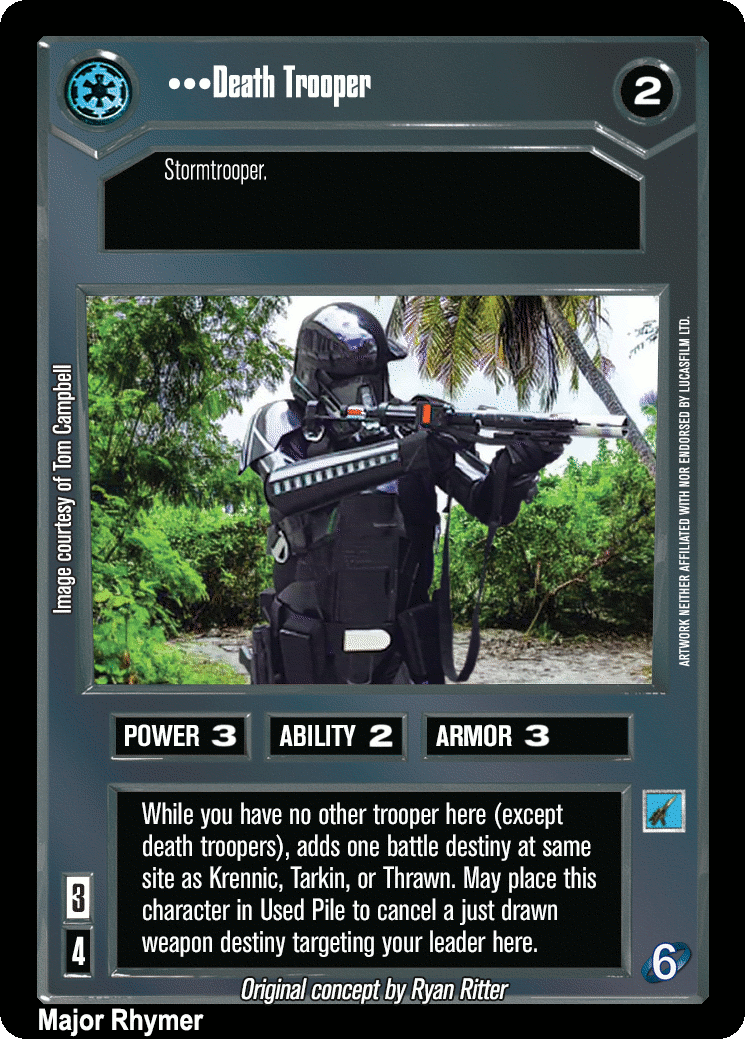 •••Death Trooper
2
Stormtrooper.
Image courtesy of Tom Campbell
ARTWORK NEITHER AFFILIATED WITH NOR ENDORSED BY LUCASFILM LTD.
POWER 3
ABILITY 2
ARMOR 3
While you have no other trooper here (except
death troopers), adds one battle destiny at same
site as Krennic, Tarkin, or Thrawn. May place this
character in Used Pile to cancel a just drawn
weapon destiny targeting your leader here.
3
4
6
Original concept by Ryan Ritter
Major Rhymer